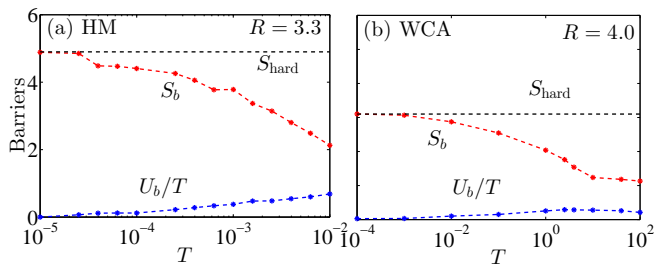 (a) HM R = 3.3
S_hard
S_b
U_b/T
Barriers
6
4
2
0
10^−5 10^−4 10^−3 10^−2
T
(b) WCA R = 4.0
S_hard
S_b
U_b/T
10^−4 10^−2 10^0 10^2
T